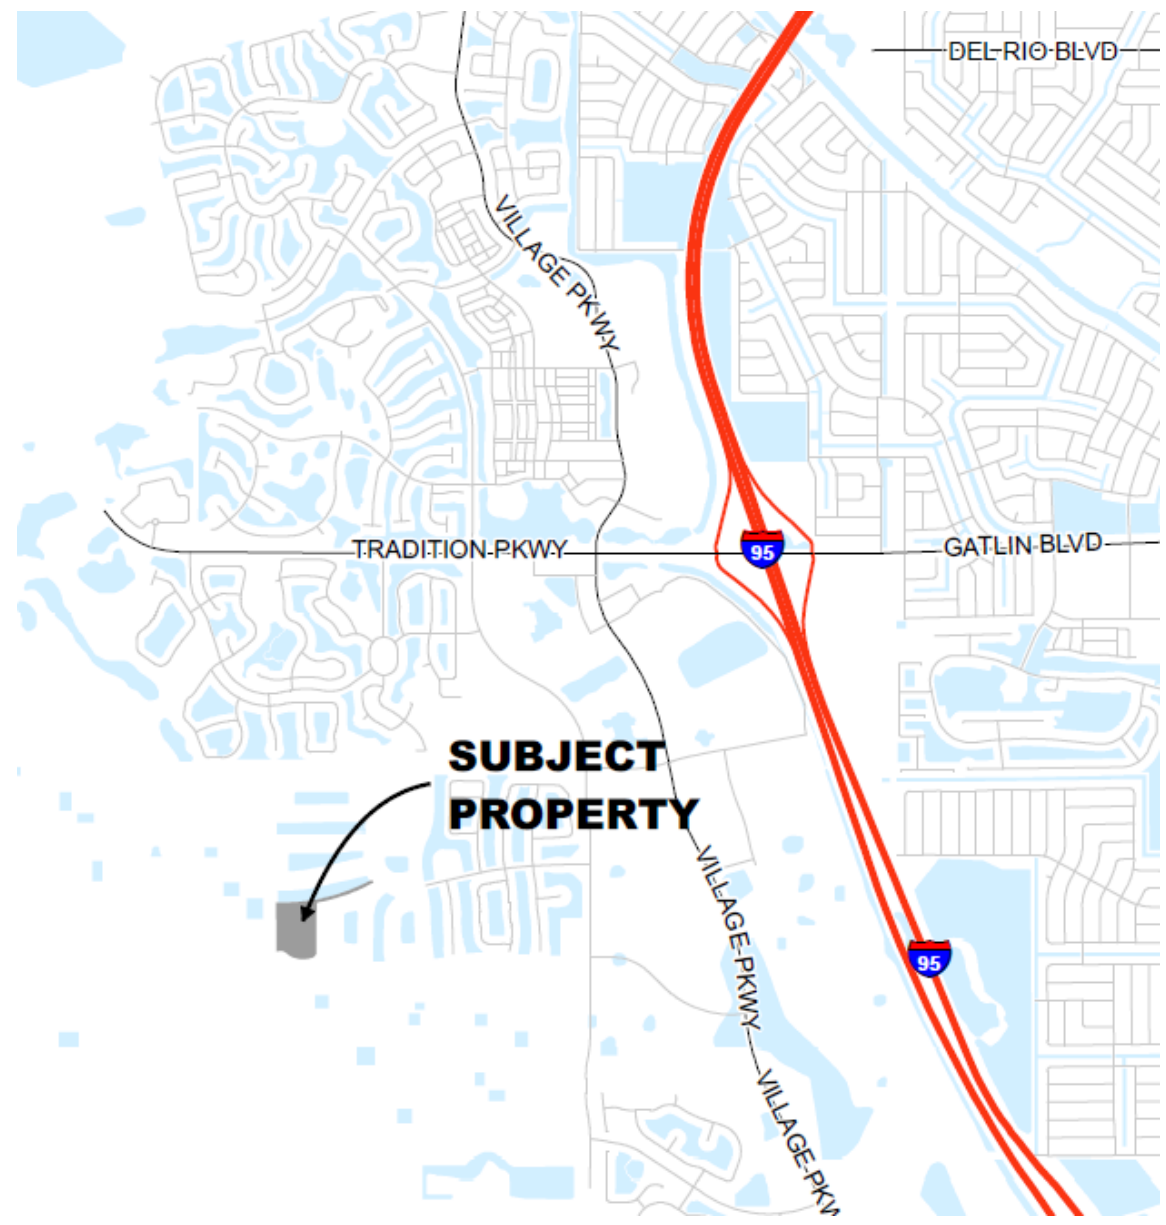 DEL RIO BLVD
VILLAGE PKWY
TRADITION PKWY
95
GATLIN BLVD
SUBJECT
PROPERTY
VILLAGE PKWY
95
VILLAGE PKW